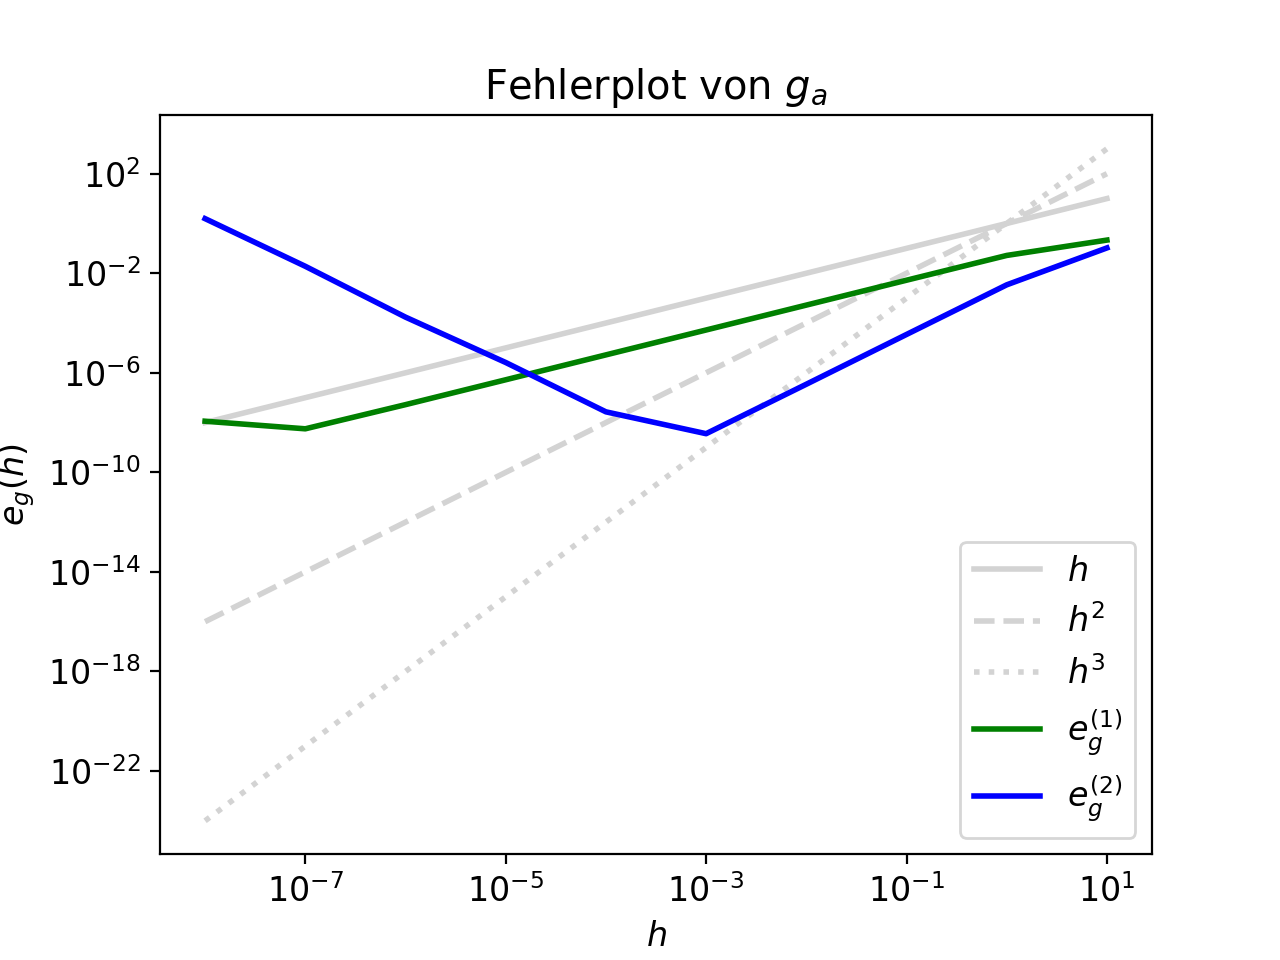 Fehlerplot von $g_a$
$10^2$
$10^{-2}$
$10^{-6}$
$10^{-10}$
$10^{-14}$
$10^{-18}$
$10^{-22}$
$e_g(h)$
$h$
$h^2$
$h^3$
$e_g^{(1)}$
$e_g^{(2)}$
$10^{-7}$ $10^{-5}$ $10^{-3}$ $10^{-1}$ $10^1$
$h$